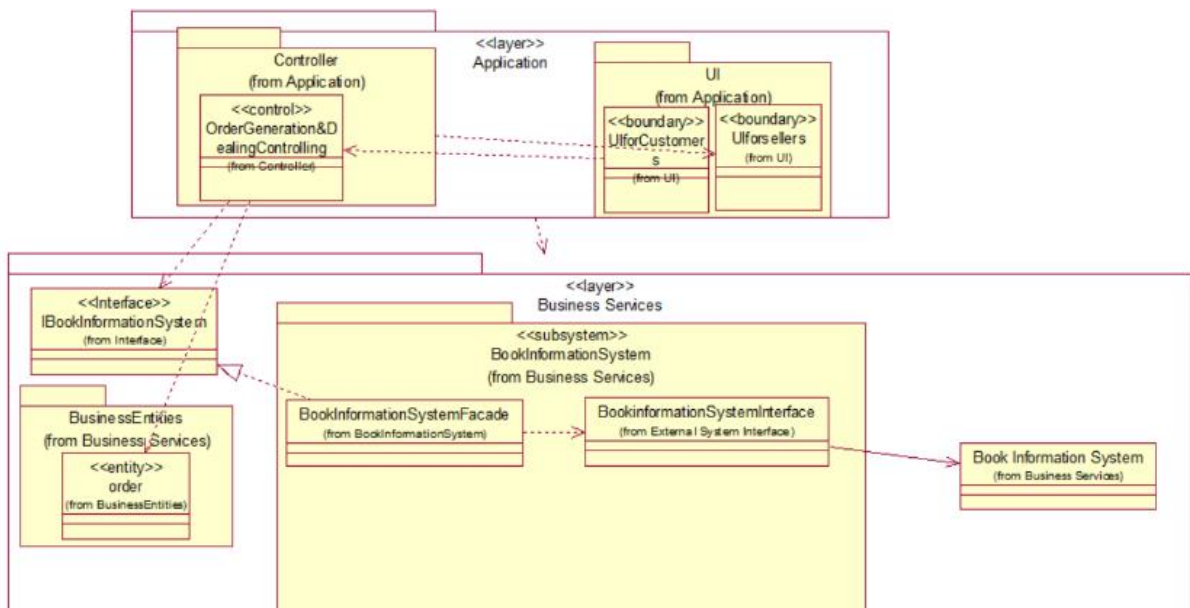 <<layer>>
Application
Controller
(from Application)
<<control>>
OrderGeneration&D
ealingControlling
(from Controller)
UI
(from Application)
<<boundary>>
UIforCustomer
s
(from UI)
<<boundary>>
UIforsellers
(from UI)
<<layer>>
Business Services
<<Interface>>
IBookInformationSystem
(from Interface)
BusinessEntities
(from Business Services)
<<entity>>
order
(from BusinessEntities)
<<subsystem>>
BookInformationSystem
(from Business Services)
BookInformationSystemFacade
(from BookInformationSystem)
BookinformationSystemInterface
(from External System Interface)
Book Information System
(from Business Services)